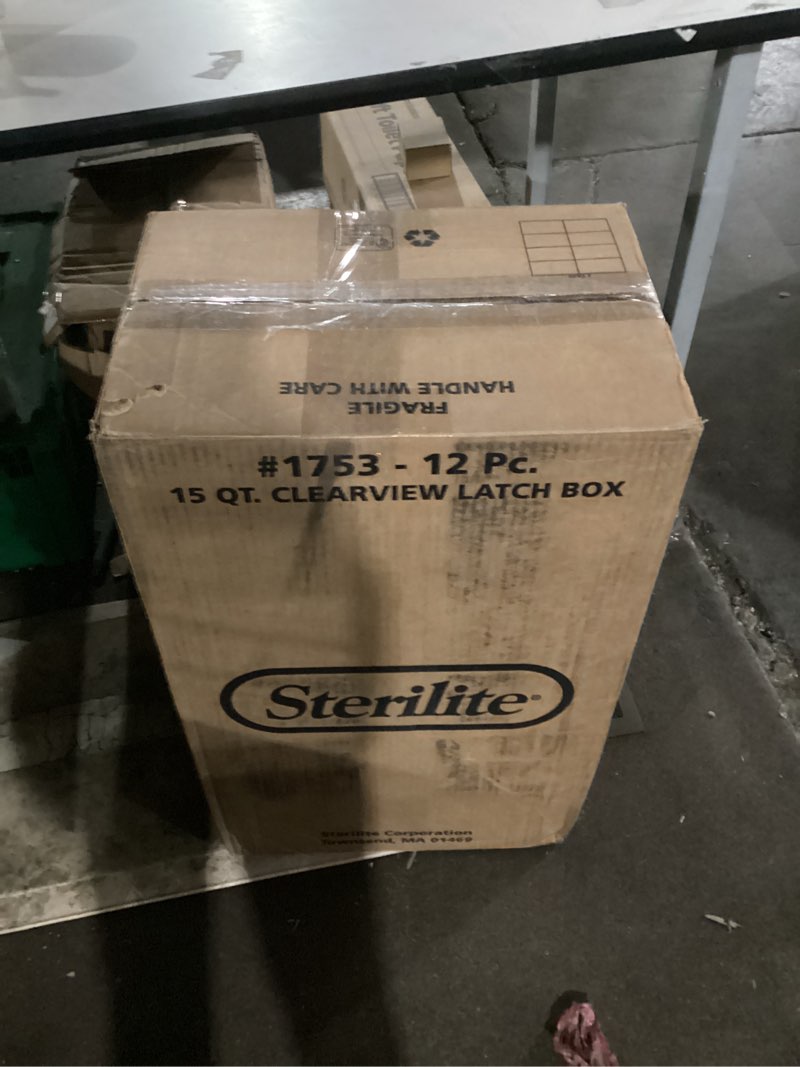 FRAGILE
HANDLE WITH CARE
#1753 - 12 Pc.
15 QT. CLEARVIEW LATCH BOX
Sterilite®
Sterilite Corporation
Townsend, MA 01469